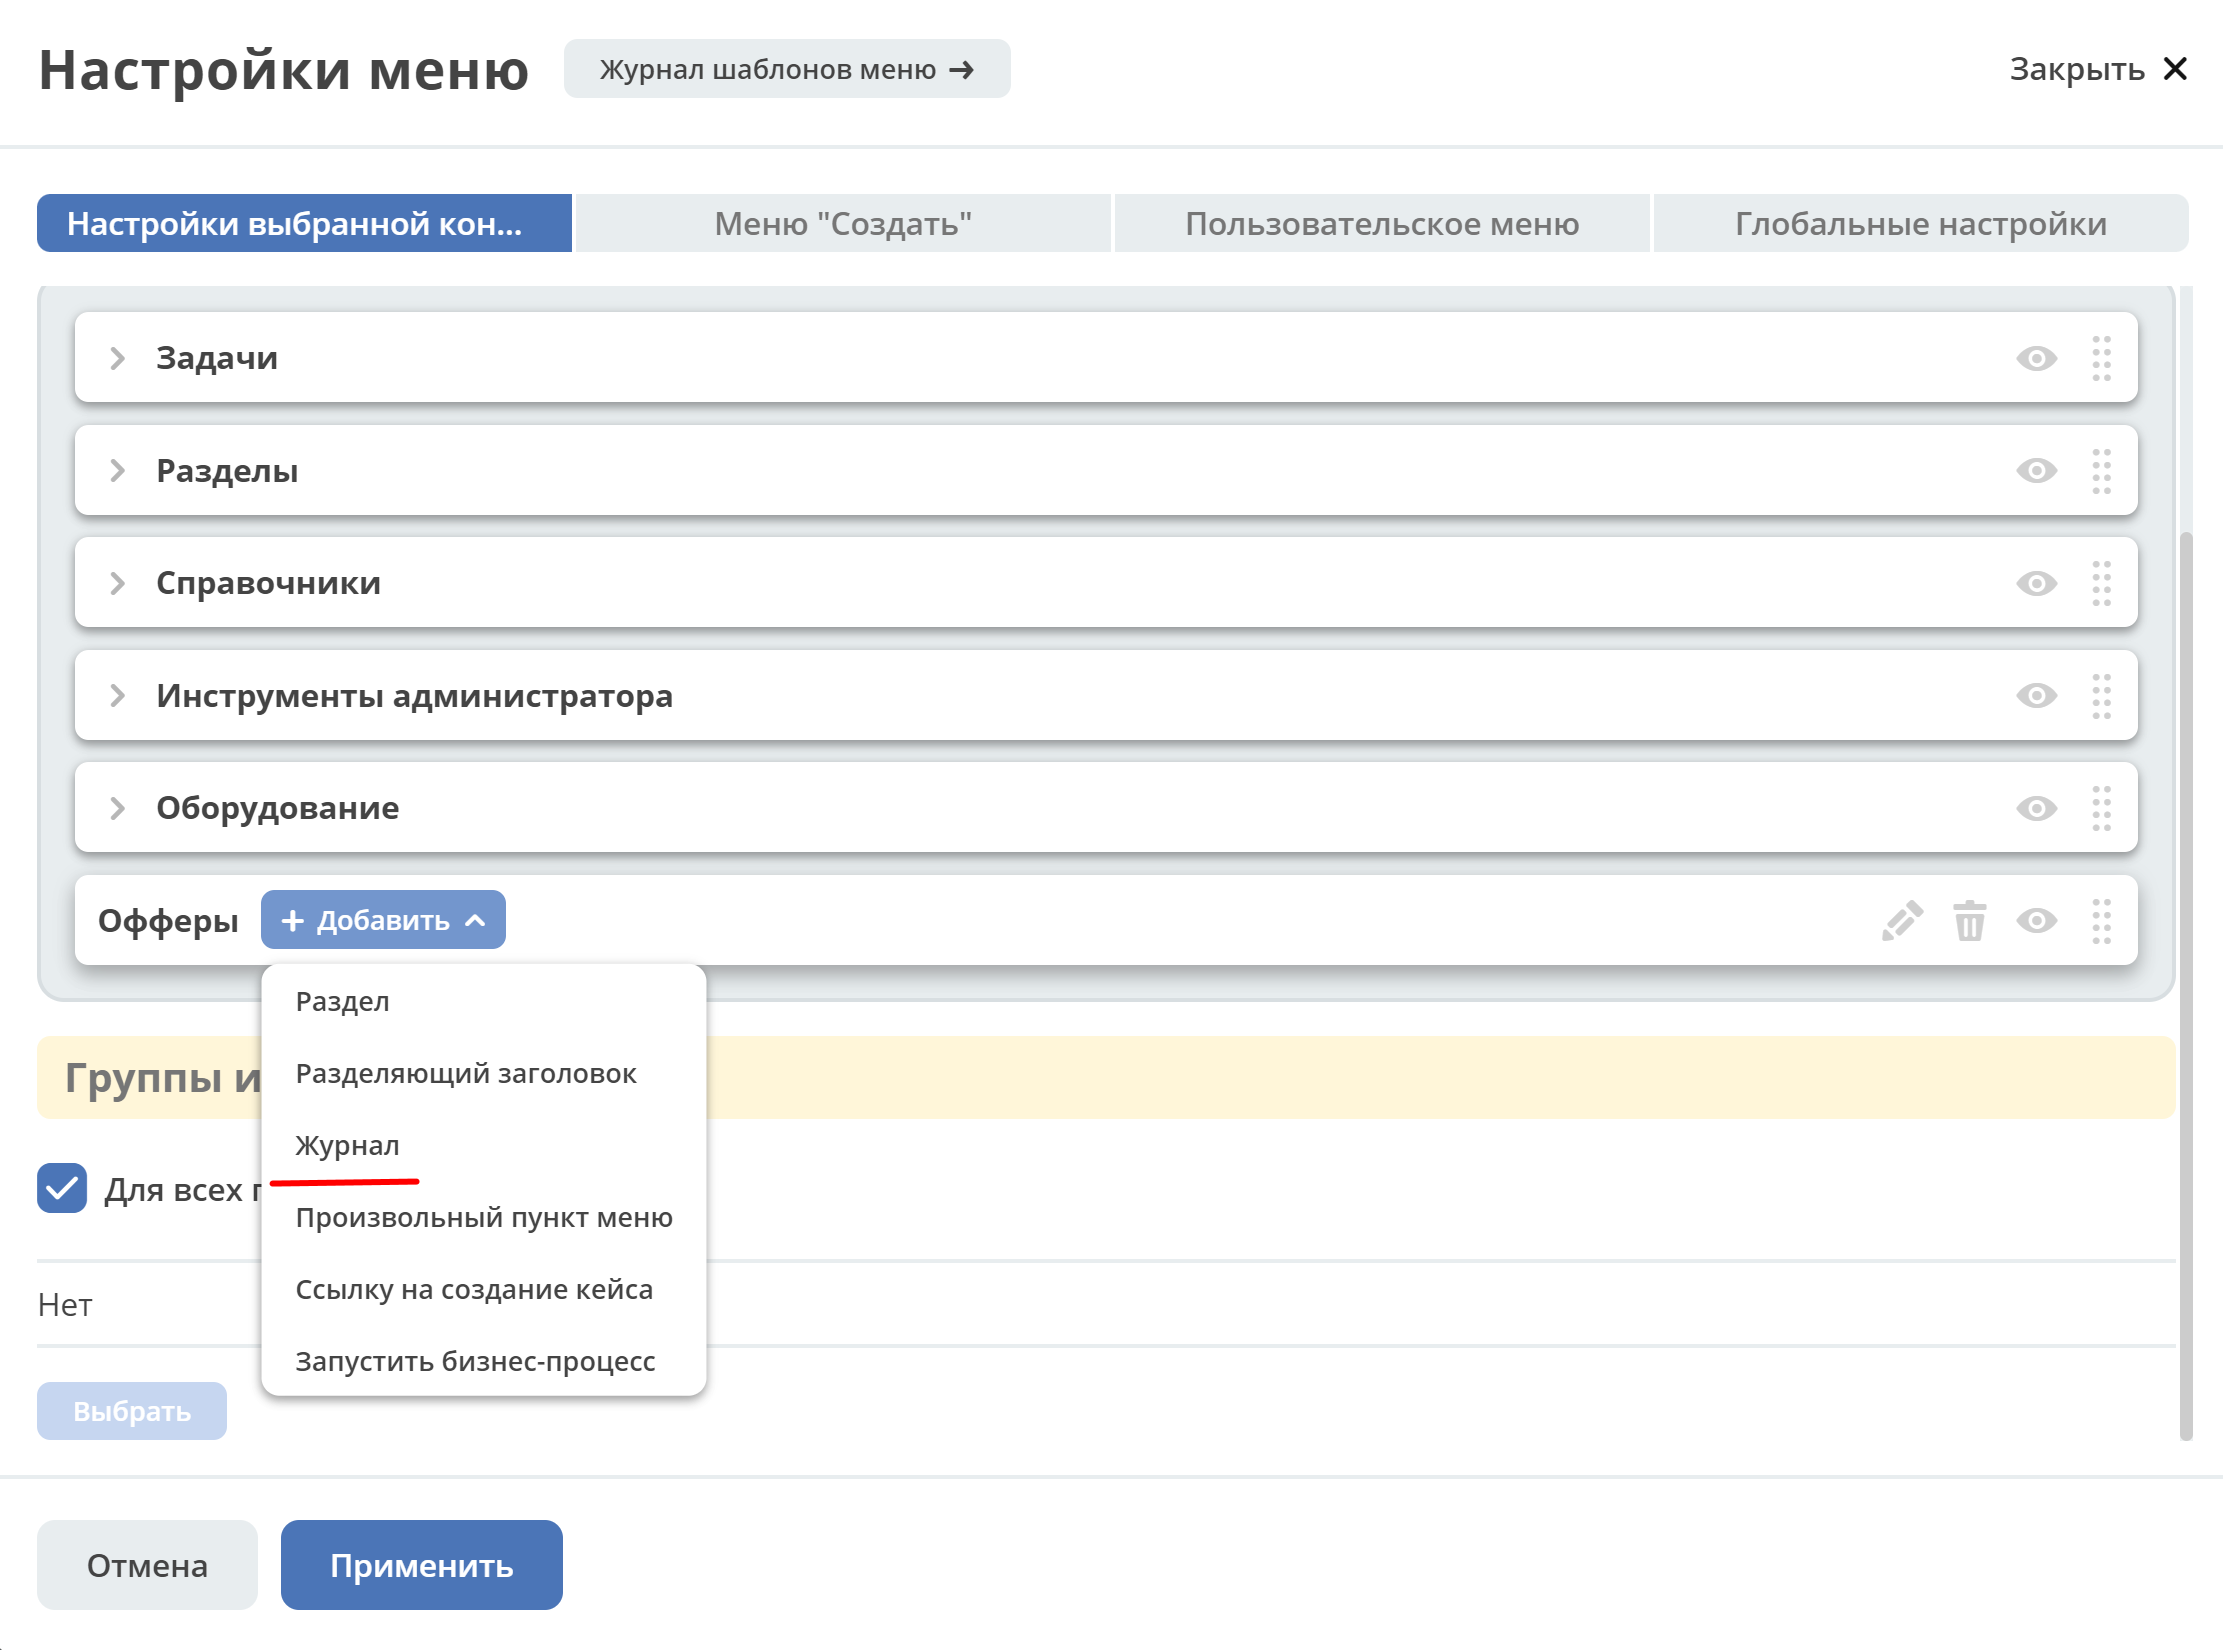 Настройки меню
Журнал шаблонов меню →
Закрыть
Настройки выбранной кон...
Меню "Создать"
Пользовательское меню
Глобальные настройки
Задачи
Разделы
Справочники
Инструменты администратора
Оборудование
Офферы
+ Добавить
Раздел
Разделяющий заголовок
Журнал
Произвольный пункт меню
Ссылку на создание кейса
Запустить бизнес-процесс
Группы и
Для всех
Нет
Выбрать
Отмена
Применить